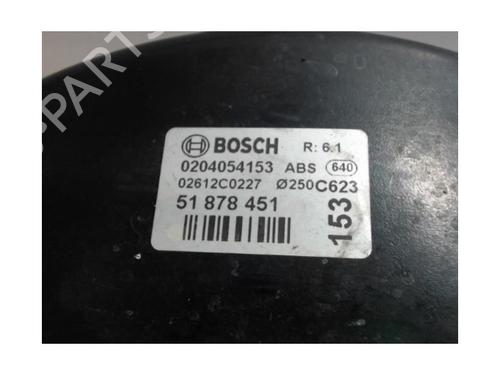 BOSCH R: 6.1
0204054153 ABS 640
02612C0227 Ø250C623
51 878 451
153